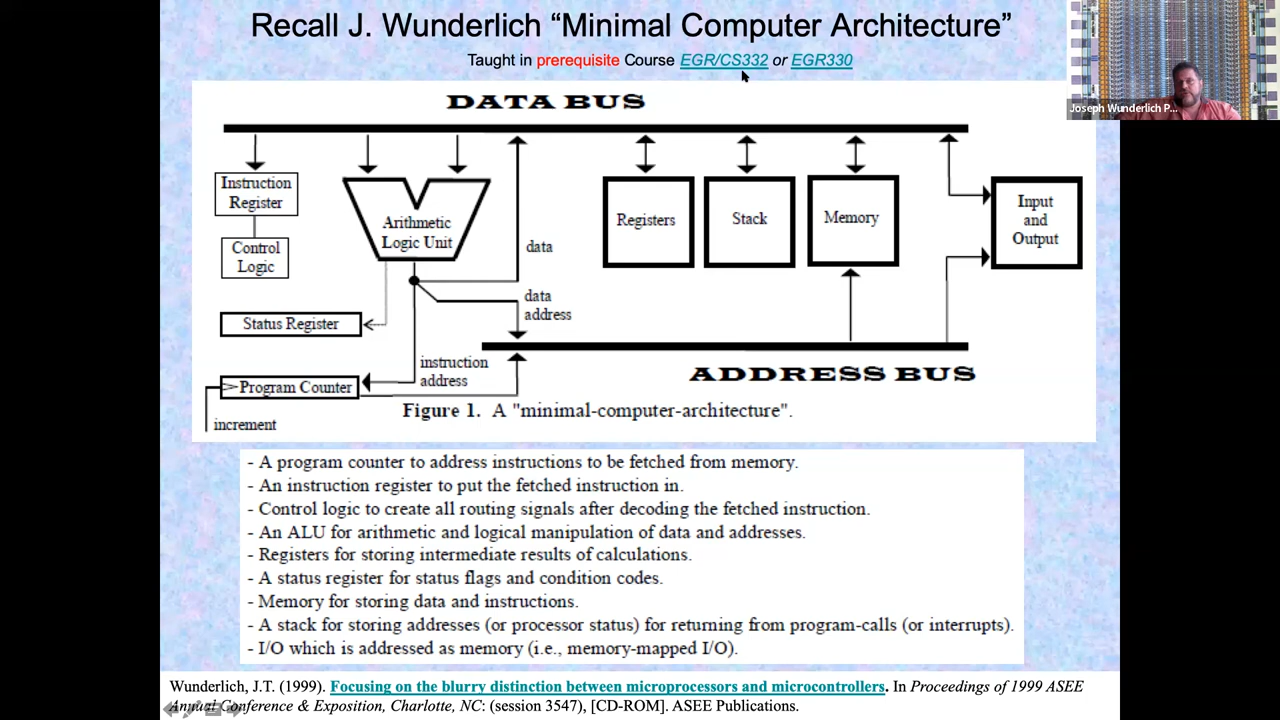 Recall J. Wunderlich “Minimal Computer Architecture”
Taught in prerequisite Course EGR/CS332 or EGR330
Joseph Wunderlich P...
DATA BUS
Instruction
Register
Control
Logic
Arithmetic
Logic Unit
data
data
address
Registers
Stack
Memory
Input
and
Output
Status Register
instruction
address
Program Counter
increment
ADDRESS BUS
Figure 1. A "minimal-computer-architecture".
- A program counter to address instructions to be fetched from memory.
- An instruction register to put the fetched instruction in.
- Control logic to create all routing signals after decoding the fetched instruction.
- An ALU for arithmetic and logical manipulation of data and addresses.
- Registers for storing intermediate results of calculations.
- A status register for status flags and condition codes.
- Memory for storing data and instructions.
- A stack for storing addresses (or processor status) for returning from program-calls (or interrupts).
- I/O which is addressed as memory (i.e., memory-mapped I/O).
Wunderlich, J.T. (1999). Focusing on the blurry distinction between microprocessors and microcontrollers. In Proceedings of 1999 ASEE
Annual Conference & Exposition, Charlotte, NC: (session 3547), [CD-ROM]. ASEE Publications.